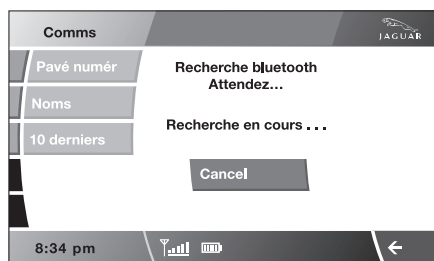 Comms
JAGUAR
Pavé numér
Noms
10 derniers
Recherche bluetooth
Attendez...
Recherche en cours . . .
Cancel
8:34 pm